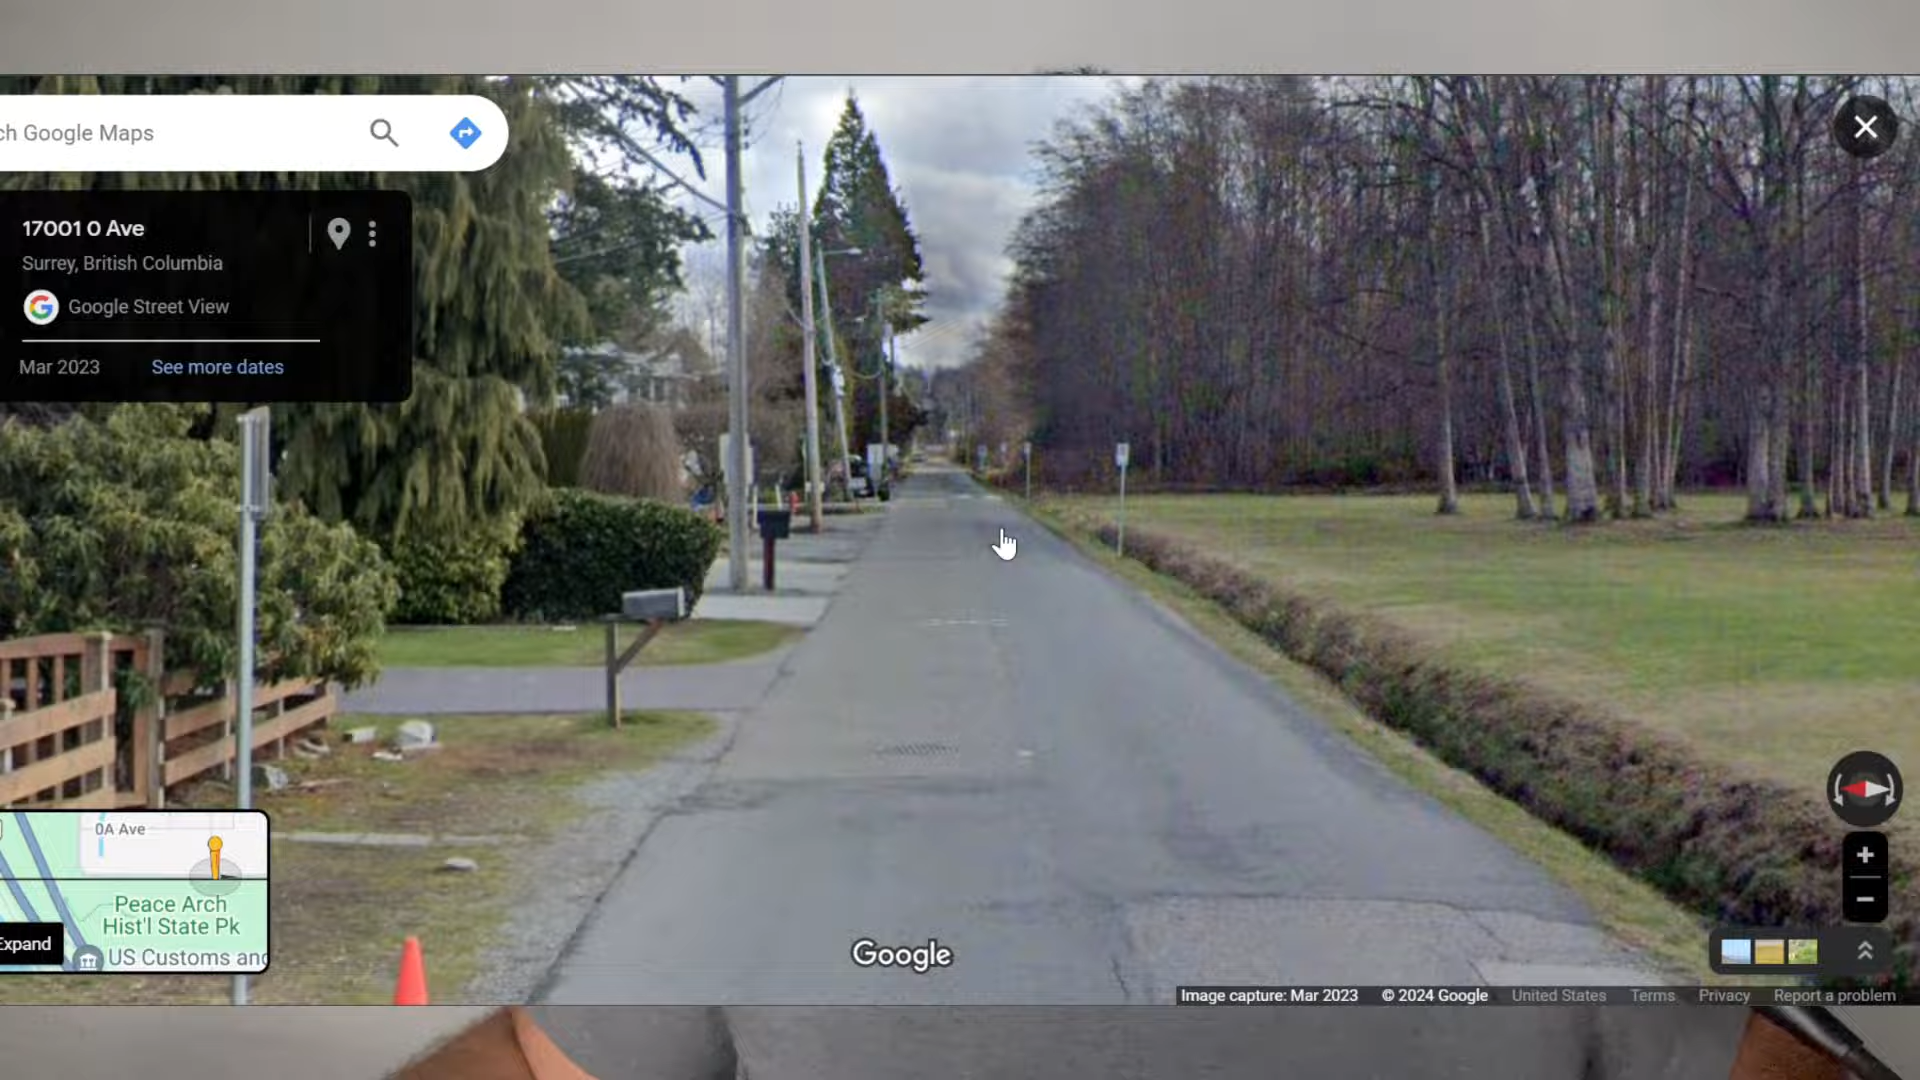 ch Google Maps
17001 0 Ave
Surrey, British Columbia
Google Street View
Mar 2023 See more dates
0A Ave
Peace Arch
Hist'l State Pk
Expand
US Customs and
Google
Image capture: Mar 2023 © 2024 Google United States Terms Privacy Report a problem